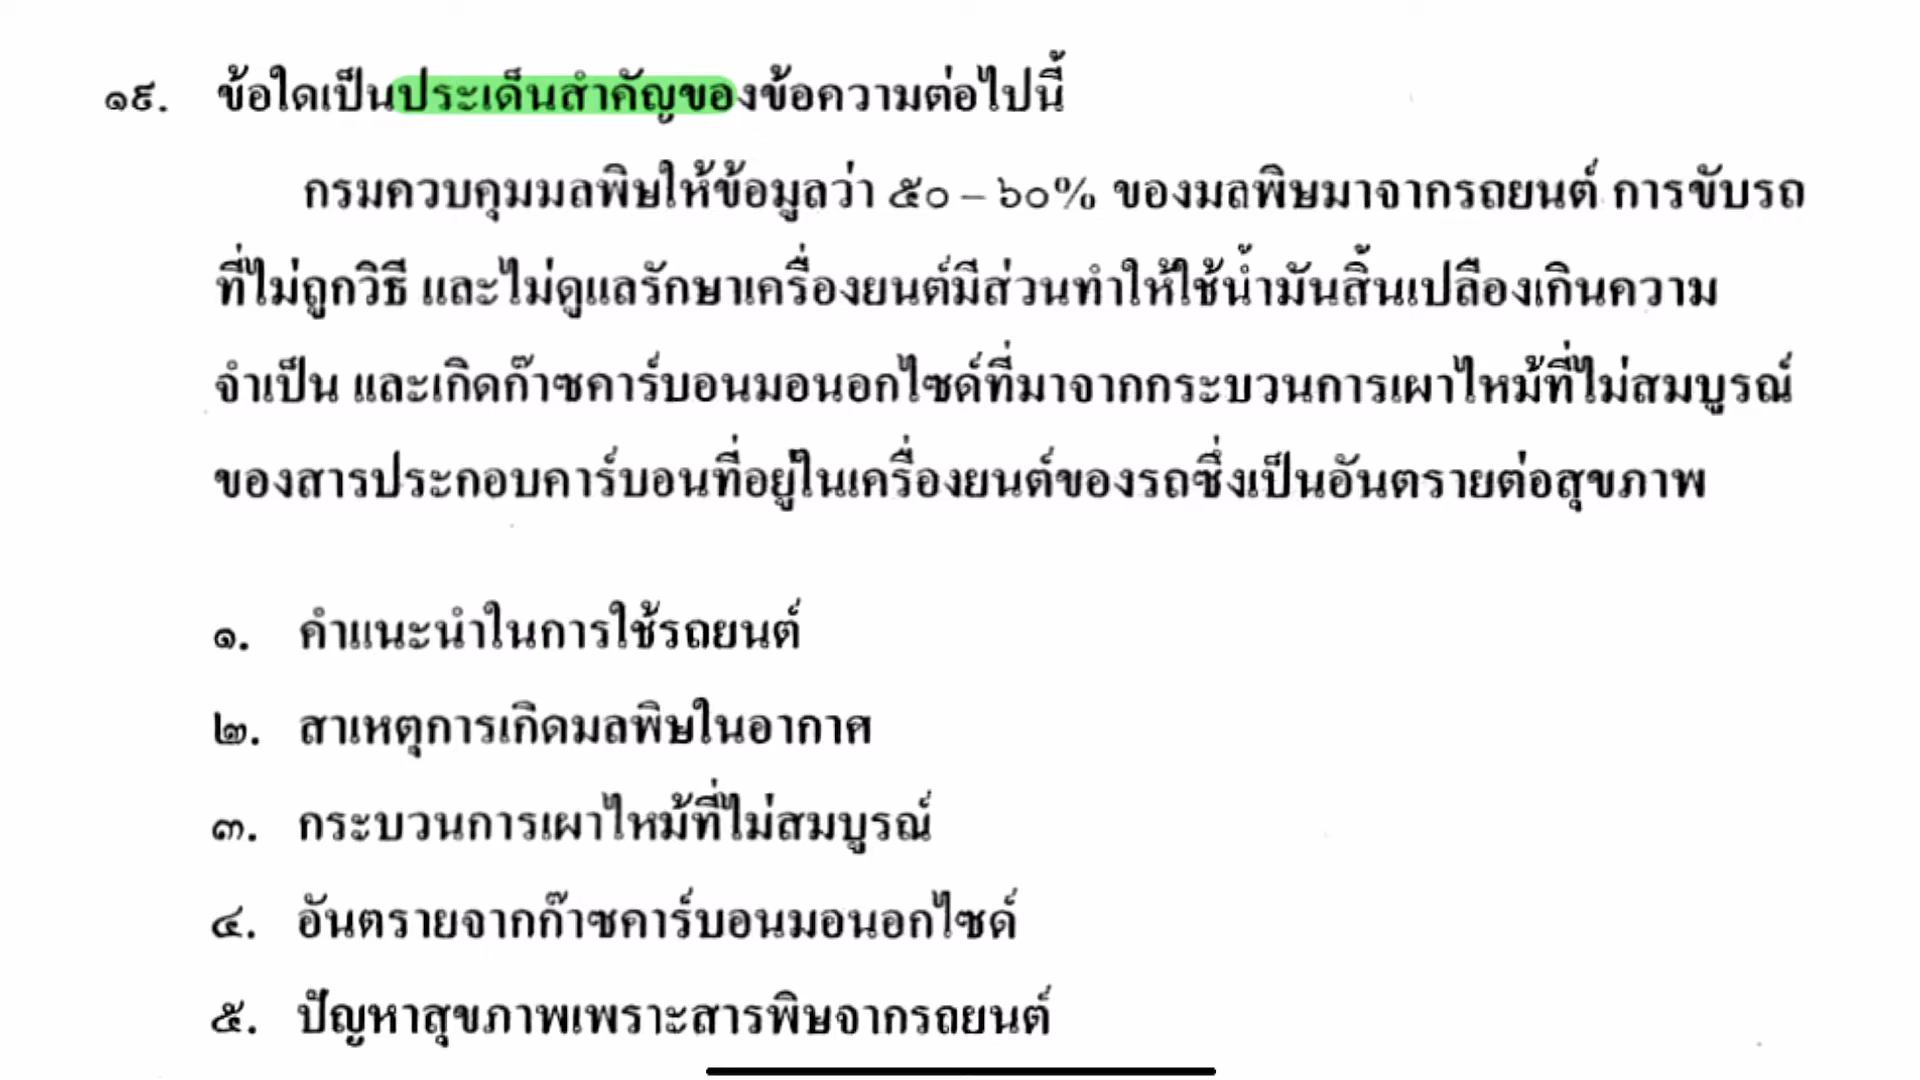 ๑๙. ข้อใดเป็นประเด็นสำคัญของข้อความต่อไปนี้
กรมควบคุมมลพิษให้ข้อมูลว่า ๕๐ – ๖๐% ของมลพิษมาจากรถยนต์ การขับรถ
ที่ไม่ถูกวิธี และไม่ดูแลรักษาเครื่องยนต์มีส่วนทำให้ใช้น้ำมันสิ้นเปลืองเกินความ
จำเป็น และเกิดก๊าซคาร์บอนมอนอกไซด์ที่มาจากกระบวนการเผาไหม้ที่ไม่สมบูรณ์
ของสารประกอบคาร์บอนที่อยู่ในเครื่องยนต์ของรถซึ่งเป็นอันตรายต่อสุขภาพ
๑. คำแนะนำในการใช้รถยนต์
๒. สาเหตุการเกิดมลพิษในอากาศ
๓. กระบวนการเผาไหม้ที่ไม่สมบูรณ์
๔. อันตรายจากก๊าซคาร์บอนมอนอกไซด์
๕. ปัญหาสุขภาพเพราะสารพิษจากรถยนต์